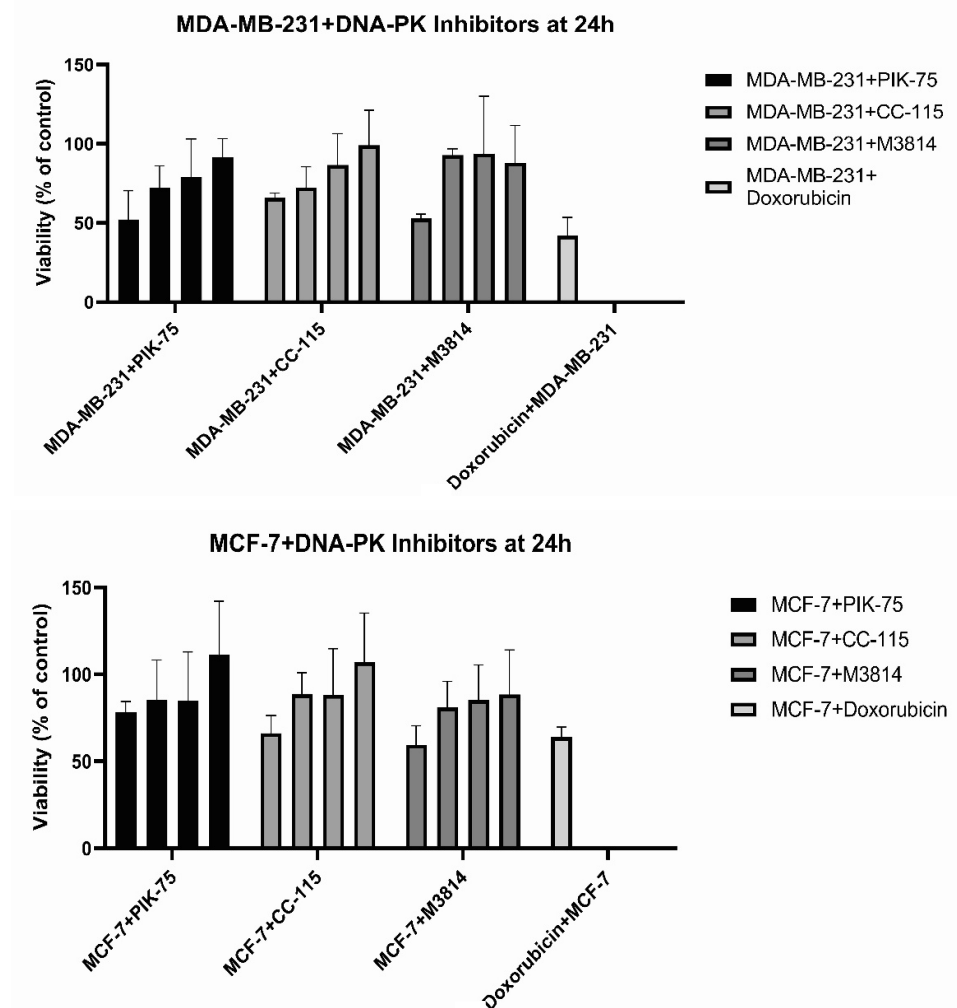 MDA-MB-231+DNA-PK Inhibitors at 24h
Viability (% of control)
150
100
50
0
MDA-MB-231+PIK-75
MDA-MB-231+CC-115
MDA-MB-231+M3814
Doxorubicin+MDA-MB-231
MDA-MB-231+PIK-75
MDA-MB-231+CC-115
MDA-MB-231+M3814
MDA-MB-231+
Doxorubicin
MCF-7+DNA-PK Inhibitors at 24h
Viability (% of control)
150
100
50
0
MCF-7+PIK-75
MCF-7+CC-115
MCF-7+M3814
Doxorubicin+MCF-7
MCF-7+PIK-75
MCF-7+CC-115
MCF-7+M3814
MCF-7+Doxorubicin